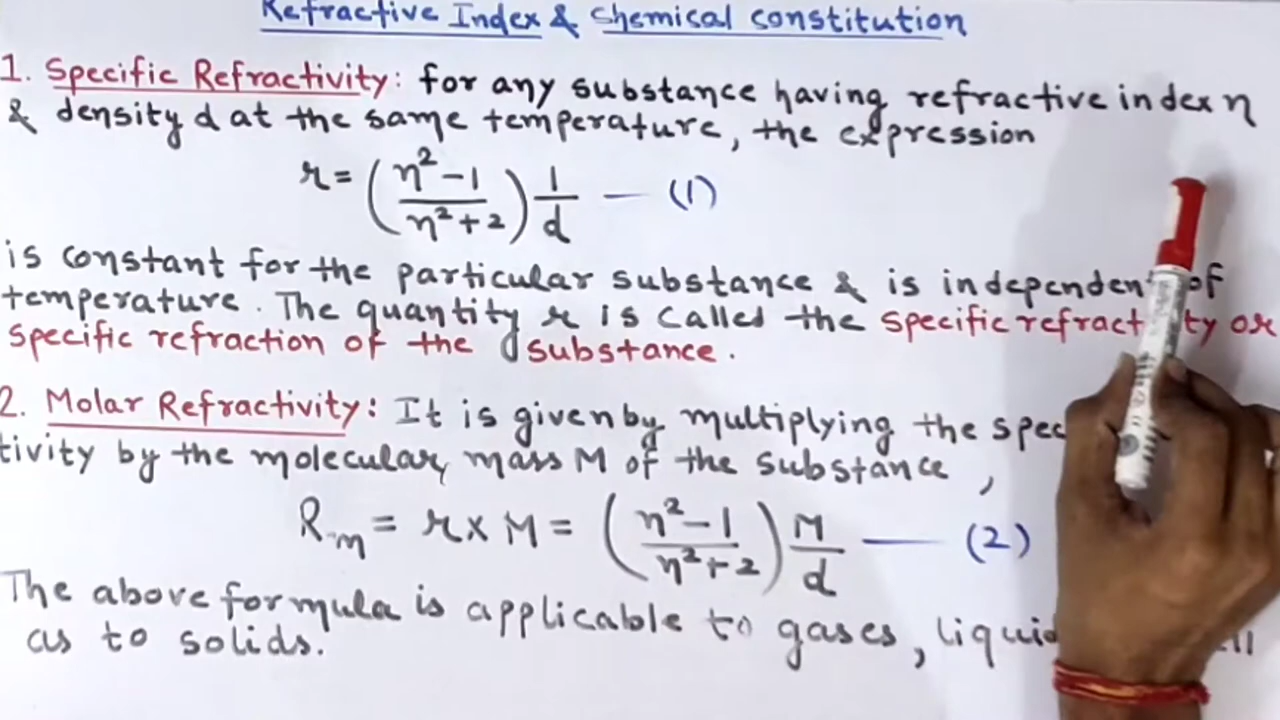 Refractive Index & Chemical constitution
1. Specific Refractivity: for any substance having refractive index η
& density d at the same temperature, the expression
r = (η² - 1 / η² + 2) 1/d — (1)
is constant for the particular substance & is independent of
temperature. The quantity r is called the specific refract ty or
specific refraction of the substance.
2. Molar Refractivity: It is given by multiplying the spec
tivity by the molecular mass M of the substance,
Rm = r x M = (η² - 1 / η² + 2) M/d — (2)
The above formula is applicable to gases, liquid
as to solids.